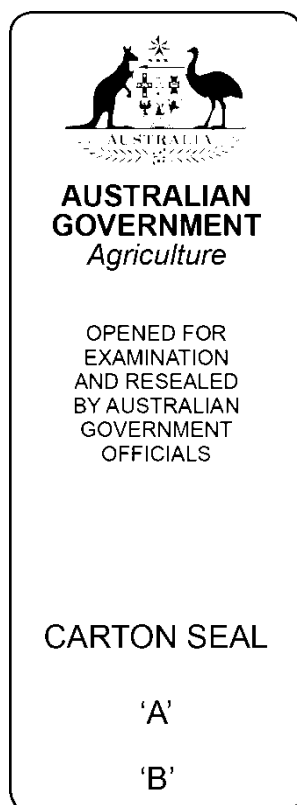 AUSTRALIA
AUSTRALIAN
GOVERNMENT
Agriculture
OPENED FOR
EXAMINATION
AND RESEALED
BY AUSTRALIAN
GOVERNMENT
OFFICIALS
CARTON SEAL
‘A’
‘B’